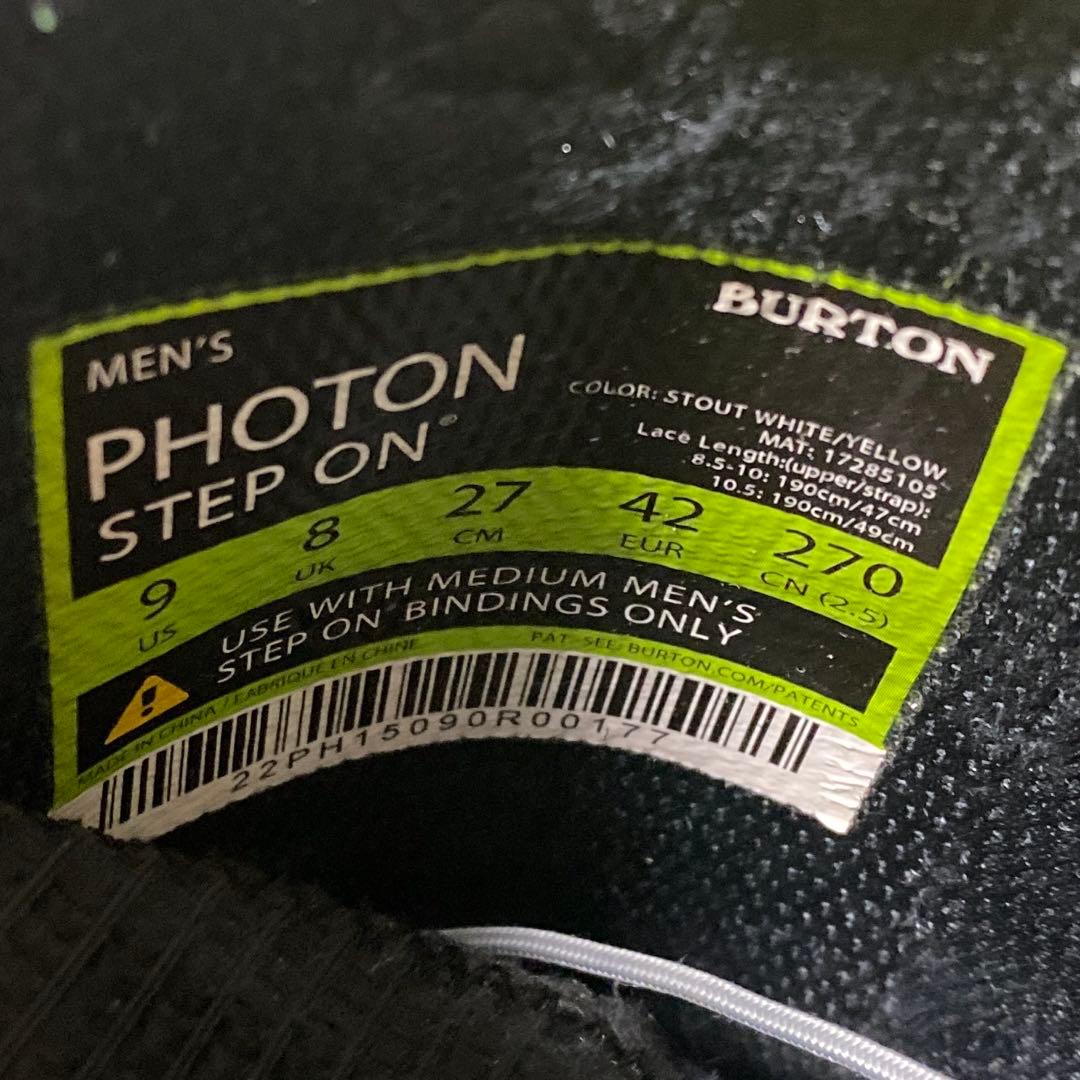 BURTON
MEN'S
PHOTON
STEP ON®
COLOR: STOUT WHITE/YELLOW
MAT: 17285105
Lace Length:(upper/strap):
8.5-10: 190cm/47cm
10.5: 190cm/49cm
9 8 27 42 270
US UK CM EUR CN (2.5)
USE WITH MEDIUM MEN'S
STEP ON® BINDINGS ONLY
MADE IN CHINA / FABRIQUE EN CHINE PAT. SEE: BURTON.COM/PATENTS
22PH15090R00177